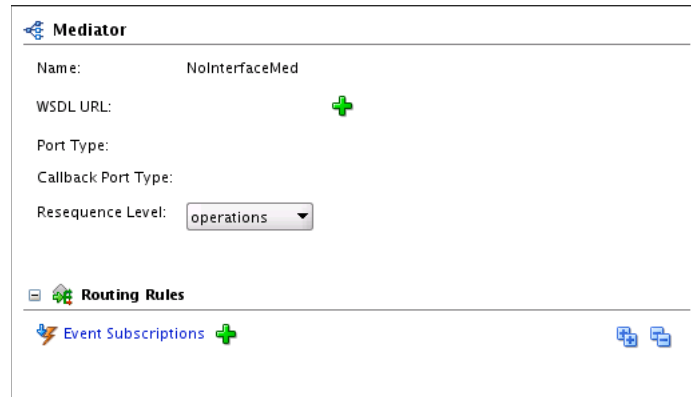 Mediator
Name: NoInterfaceMed
WSDL URL:
Port Type:
Callback Port Type:
Resequence Level: operations
Routing Rules
Event Subscriptions